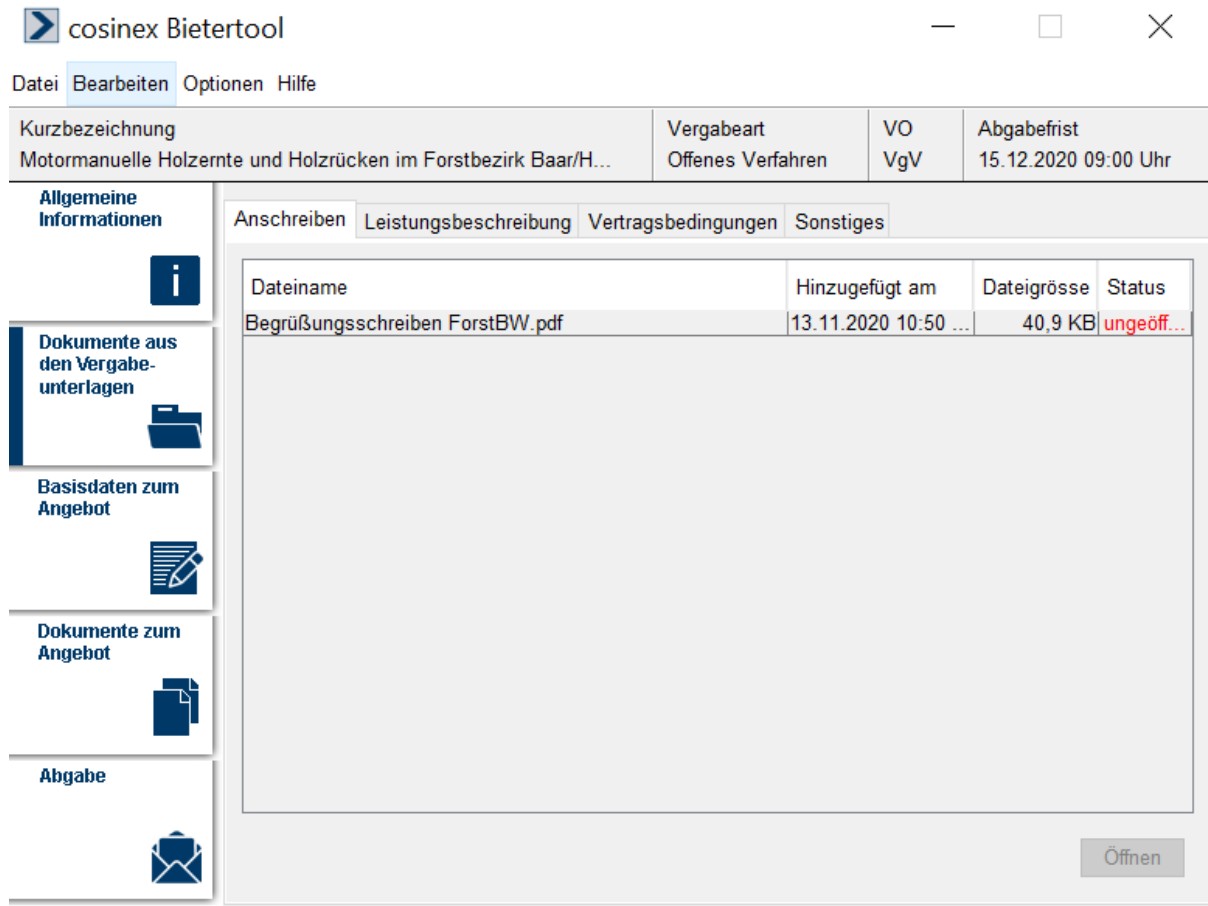 cosinex Bietertool
Datei Bearbeiten Optionen Hilfe
Kurzbezeichnung Vergabeart VO Abgabefrist
Motormanuelle Holzernte und Holzrücken im Forstbezirk Baar/H... Offenes Verfahren VgV 15.12.2020 09:00 Uhr
Allgemeine
Informationen
Anschreiben Leistungsbeschreibung Vertragsbedingungen Sonstiges
Dateiname Hinzugefügt am Dateigrösse Status
Begrüßungsschreiben ForstBW.pdf 13.11.2020 10:50 ... 40,9 KB ungeöff...
Dokumente aus
den Vergabe-
unterlagen
Basisdaten zum
Angebot
Dokumente zum
Angebot
Abgabe
Öffnen